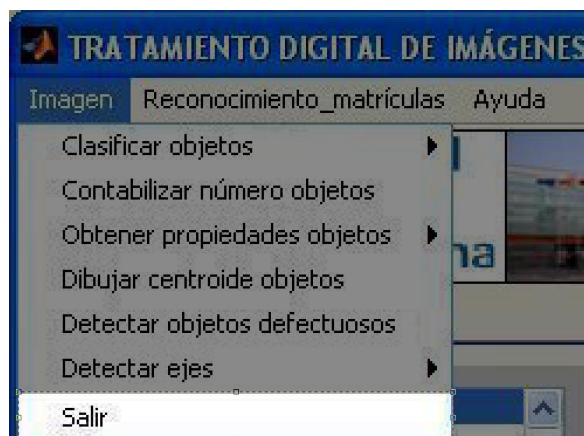 TRATAMIENTO DIGITAL DE IMÁGENES
Imagen Reconocimiento_matrículas Ayuda
Clasificar objetos
Contabilizar número objetos
Obtener propiedades objetos
na
Dibujar centroide objetos
Detectar objetos defectuosos
Detectar ejes
Salir